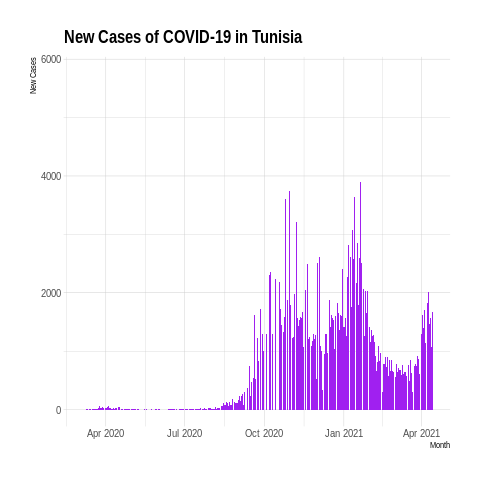 New Cases of COVID-19 in Tunisia
New Cases
6000
4000
2000
0
Apr 2020 Jul 2020 Oct 2020 Jan 2021 Apr 2021
Month